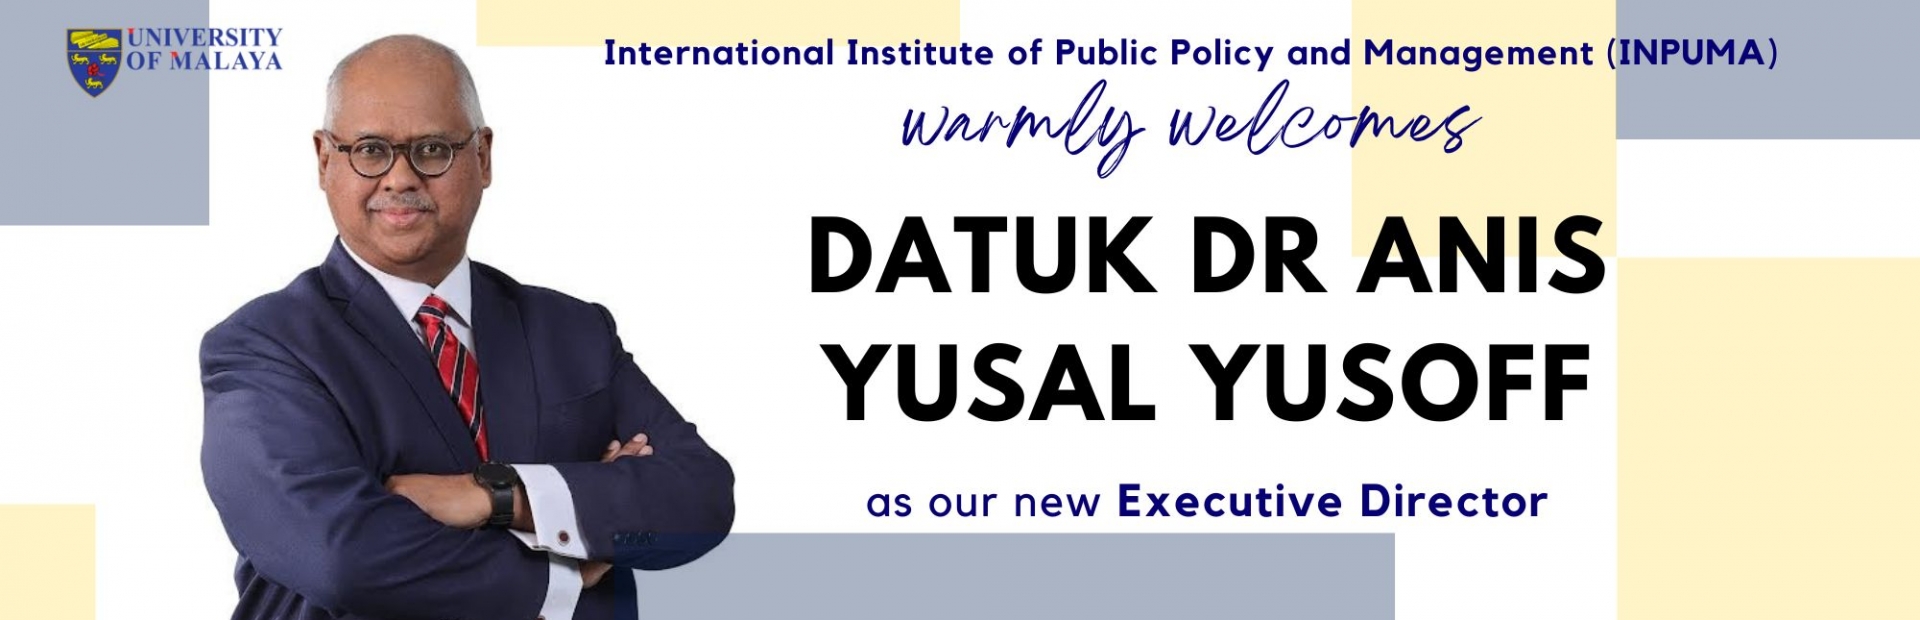 UNIVERSITY
OF MALAYA
International Institute of Public Policy and Management (INPUMA)
warmly welcomes
DATUK DR ANIS
YUSAL YUSOFF
as our new Executive Director